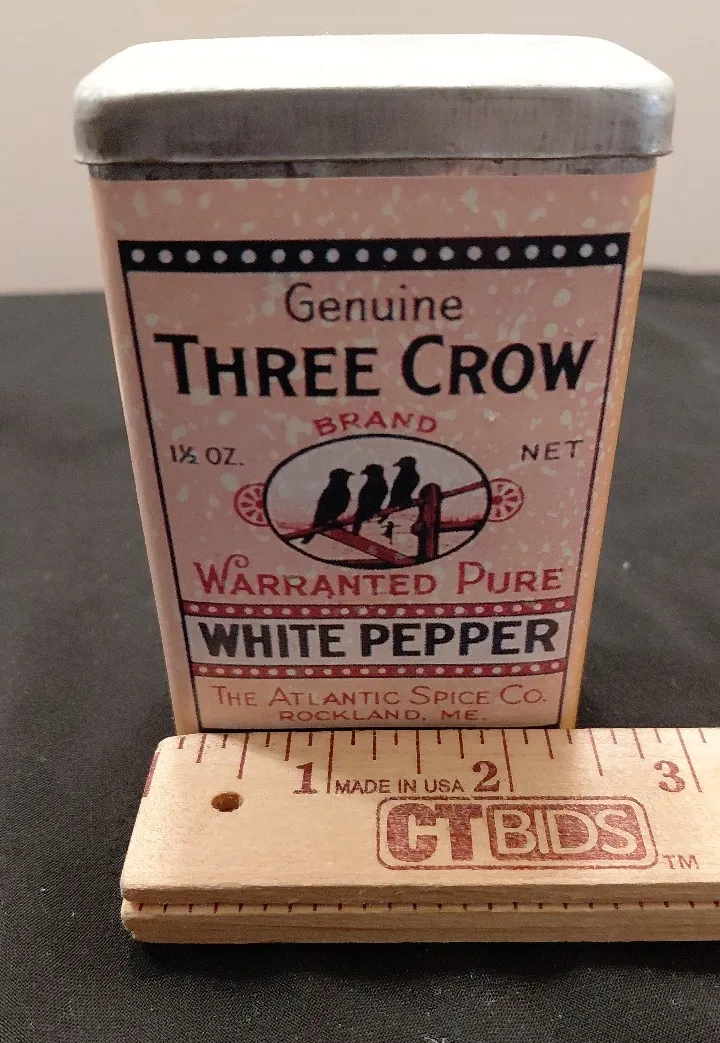 Genuine
THREE CROW
BRAND
1½ OZ. NET
WARRANTED PURE
WHITE PEPPER
THE ATLANTIC SPICE CO.
ROCKLAND, ME.
1 MADE IN USA 2 3
CTBIDS TM